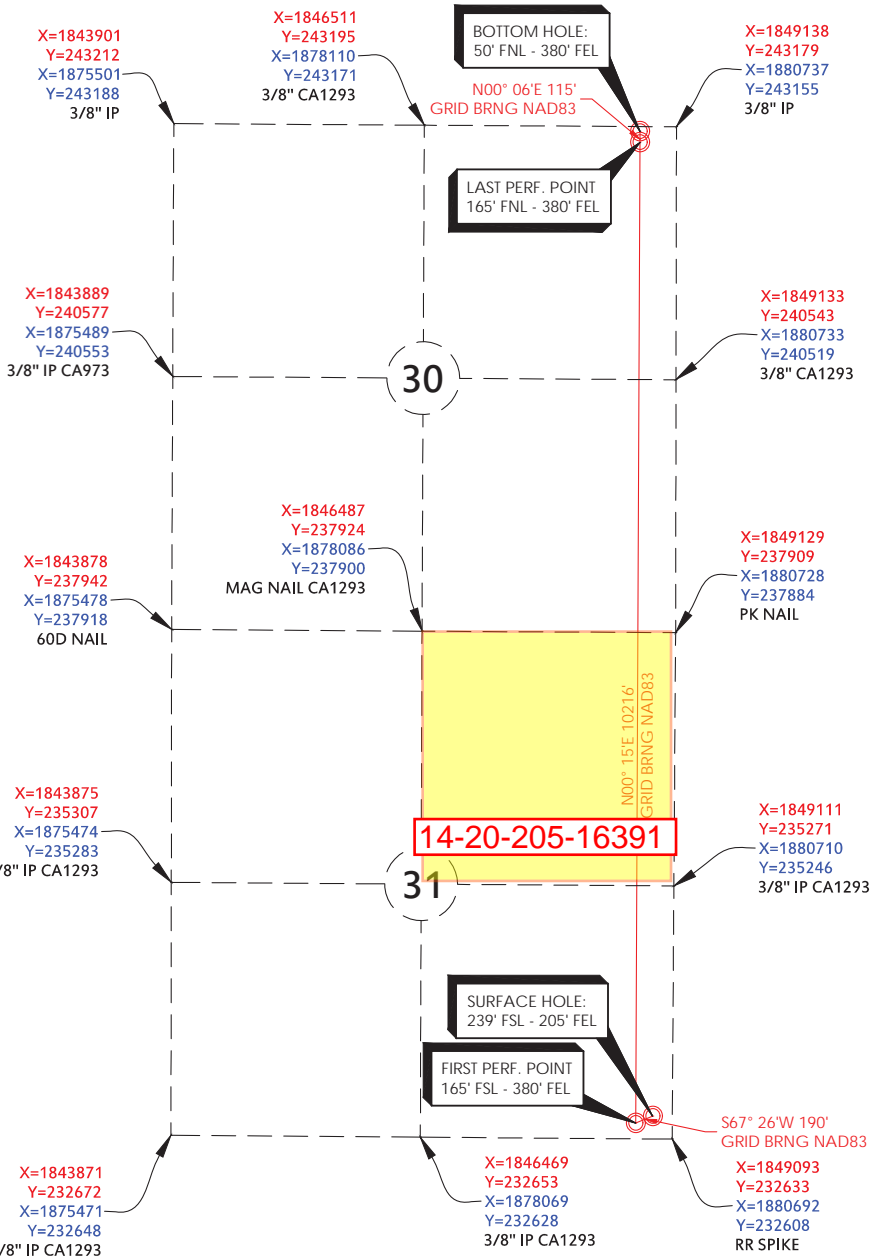 X=1843901
Y=243212
X=1875501
Y=243188
3/8" IP
X=1846511
Y=243195
X=1878110
Y=243171
3/8" CA1293
BOTTOM HOLE:
50' FNL - 380' FEL
X=1849138
Y=243179
X=1880737
Y=243155
3/8" IP
N00° 06'E 115'
GRID BRNG NAD83
LAST PERF. POINT
165' FNL - 380' FEL
X=1843889
Y=240577
X=1875489
Y=240553
3/8" IP CA973
X=1849133
Y=240543
X=1880733
Y=240519
3/8" CA1293
30
X=1846487
Y=237924
X=1878086
Y=237900
MAG NAIL CA1293
X=1843878
Y=237942
X=1875478
Y=237918
60D NAIL
X=1849129
Y=237909
X=1880728
Y=237884
PK NAIL
N00° 15'E 10216'
GRID BRNG NAD83
X=1843875
Y=235307
X=1875474
Y=235283
/8" IP CA1293
14-20-205-16391
X=1849111
Y=235271
X=1880710
Y=235246
3/8" IP CA1293
31
SURFACE HOLE:
239' FSL - 205' FEL
FIRST PERF. POINT
165' FSL - 380' FEL
S67° 26'W 190'
GRID BRNG NAD83
X=1843871
Y=232672
X=1875471
Y=232648
/8" IP CA1293
X=1846469
Y=232653
X=1878069
Y=232628
3/8" IP CA1293
X=1849093
Y=232633
X=1880692
Y=232608
RR SPIKE